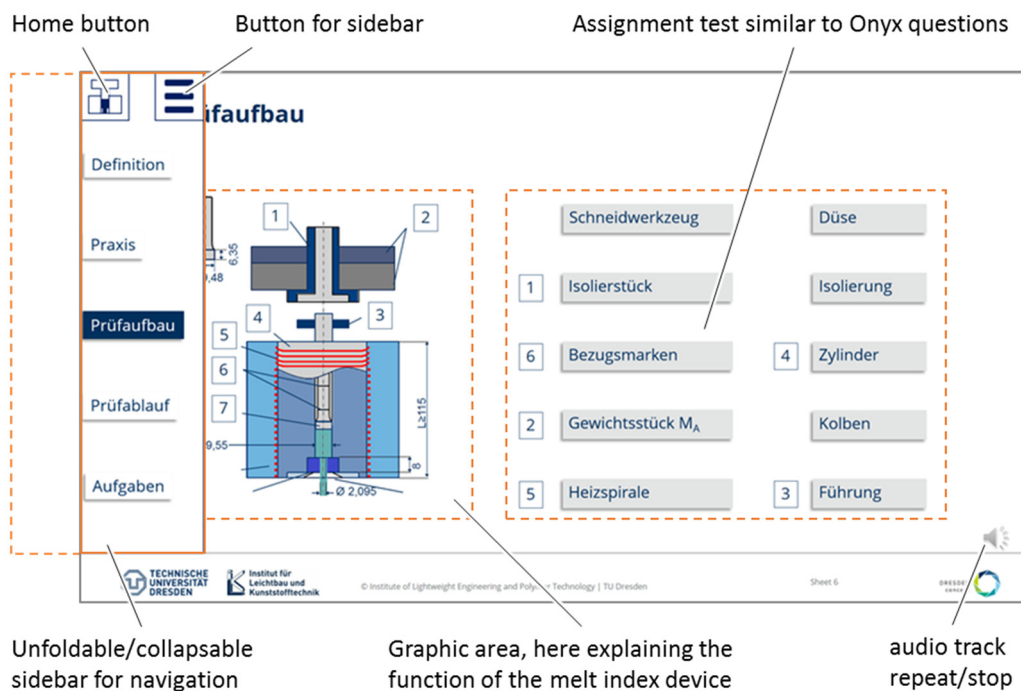 Home button
Button for sidebar
Assignment test similar to Onyx questions
üfaufbau
Definition
Praxis
Prüfaufbau
Prüfablauf
Aufgaben
6,35
,48
1
2
3
4
5
6
7
9,55
L≥115
8
Ø 2,095
Schneidwerkzeug
Düse
1 Isolierstück
Isolierung
6 Bezugsmarken
4 Zylinder
2 Gewichtsstück MA
Kolben
5 Heizspirale
3 Führung
TECHNISCHE
UNIVERSITÄT
DRESDEN
Institut für
Leichtbau und
Kunststofftechnik
© Institute of Lightweight Engineering and Poly er Technology | TU Dresden
Sheet 6
DRESDE
concept
Unfoldable/collapsable
sidebar for navigation
Graphic area, here explaining the
function of the melt index device
audio track
repeat/stop